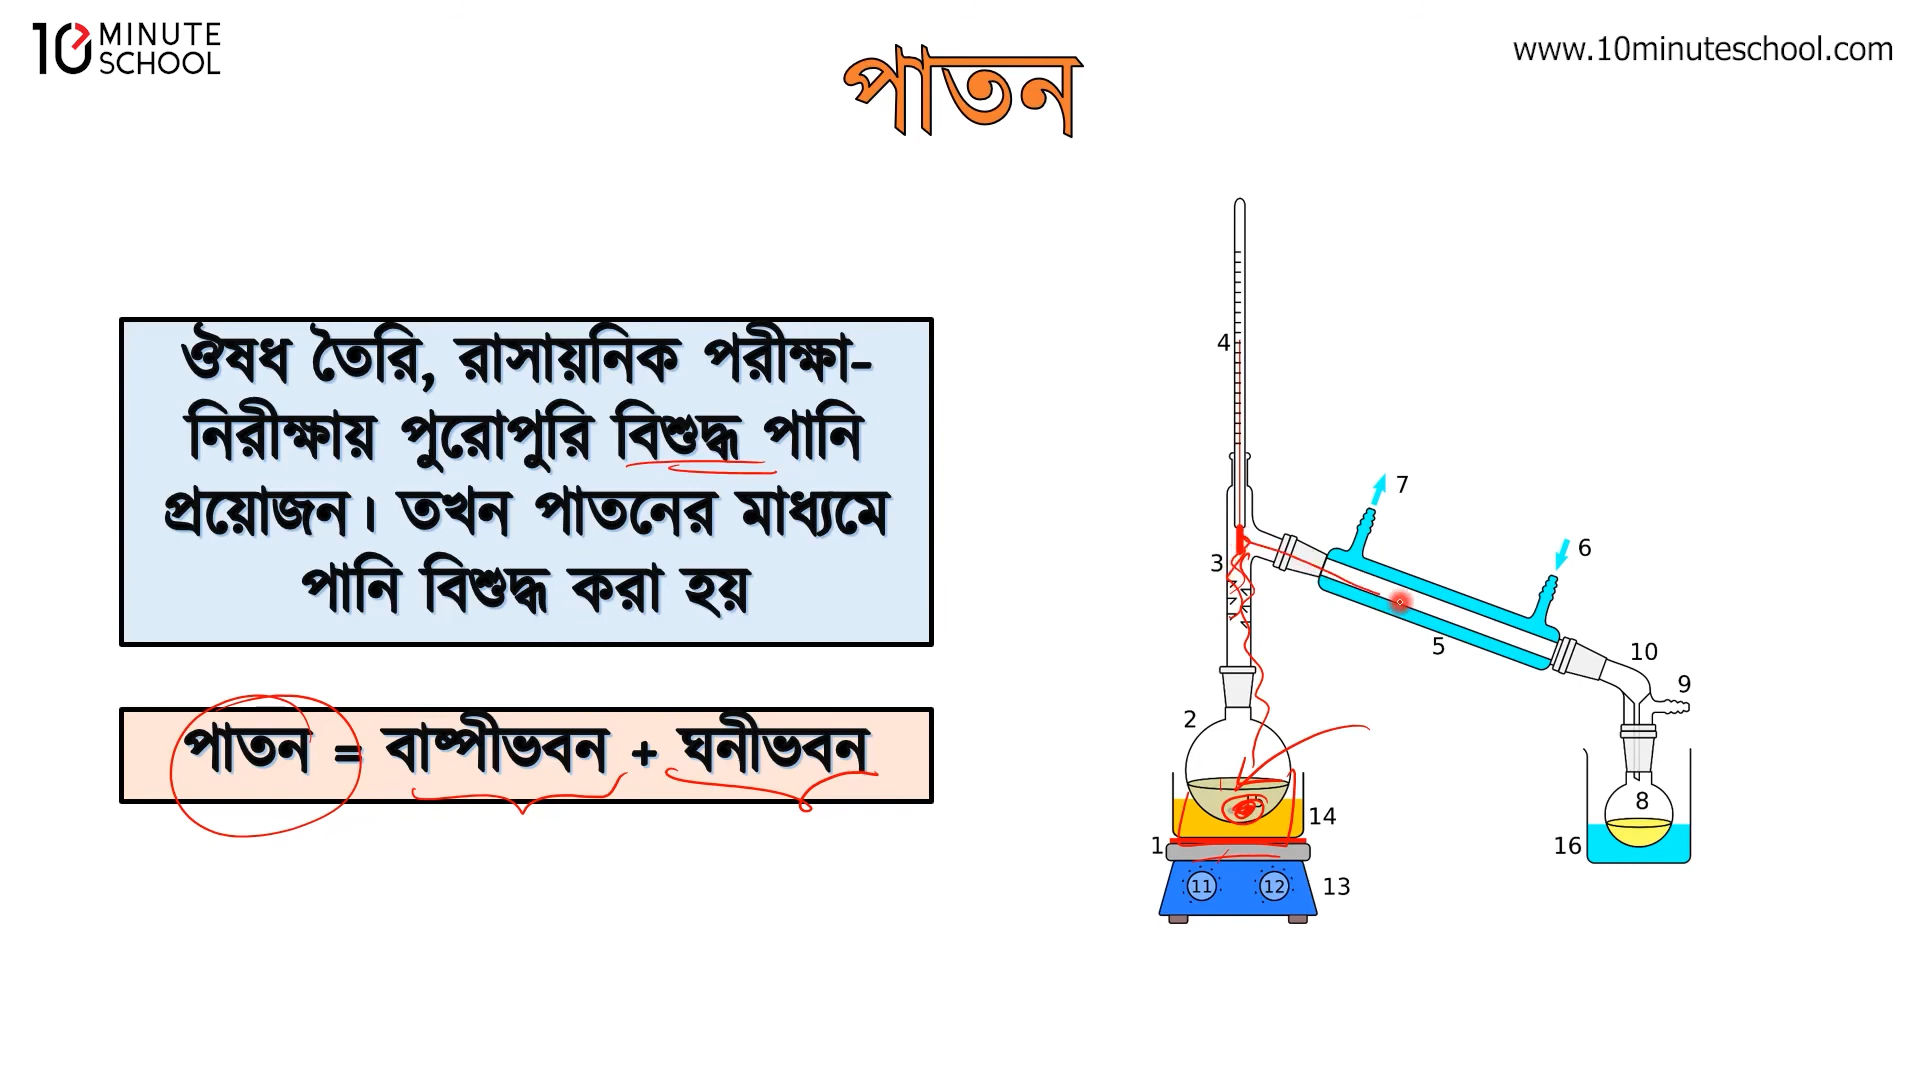 10 MINUTE
SCHOOL
www.10minuteschool.com
পাতন
ঔষধ তৈরি, রাসায়নিক পরীক্ষা-
নিরীক্ষায় পুরোপুরি বিশুদ্ধ পানি
প্রয়োজন। তখন পাতনের মাধ্যমে
পানি বিশুদ্ধ করা হয়
পাতন = বাষ্পীভবন + ঘনীভবন
4
7
6
3
5
10
9
2
8
14
16
1
11
12
13